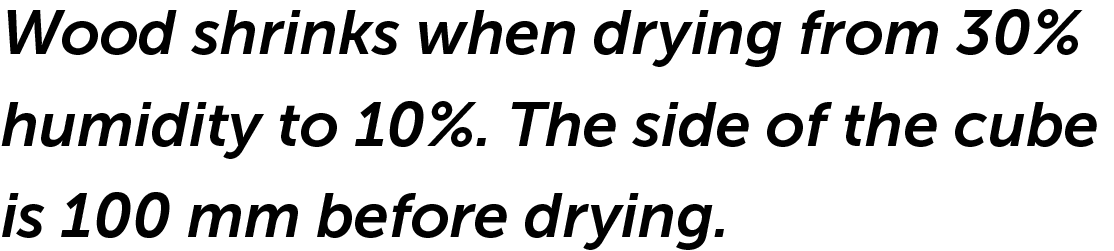 Wood shrinks when drying from 30%
humidity to 10%. The side of the cube
is 100 mm before drying.